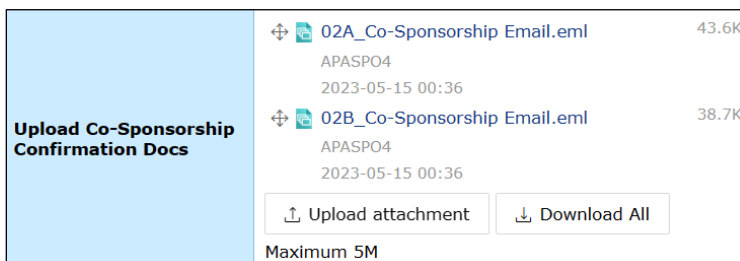 Upload Co-Sponsorship
Confirmation Docs
02A_Co-Sponsorship Email.eml 43.6K
APASPO4
2023-05-15 00:36
02B_Co-Sponsorship Email.eml 38.7K
APASPO4
2023-05-15 00:36
Upload attachment Download All
Maximum 5M